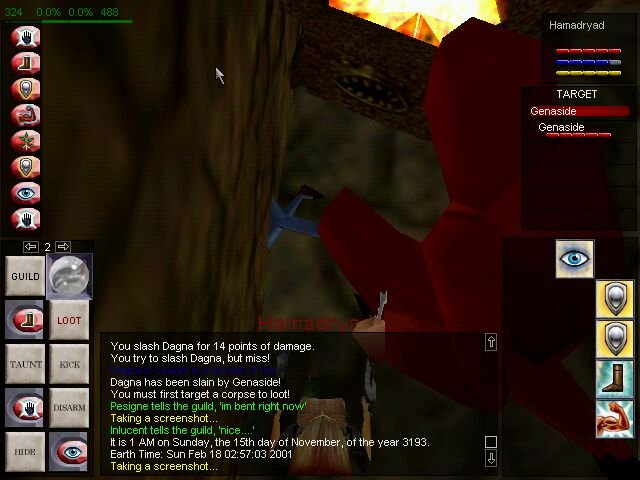 324 0.0% 0.0% 488
Hamadryad
TARGET
Genaside
Genaside
2
GUILD
LOOT
TAUNT KICK
DISARM
HIDE
Hamadryad
You slash Dagna for 14 points of damage.
You try to slash Dagna, but miss!
Dagna has been slain by Genaside!
You must first target a corpse to loot!
Pesigne tells the guild, 'im bent right now'
Taking a screenshot...
Inlucent tells the guild, 'nice....'
It is 1 AM on Sunday, the 15th day of November, of the year 3193.
Earth Time: Sun Feb 18 02:57:03 2001
Taking a screenshot...